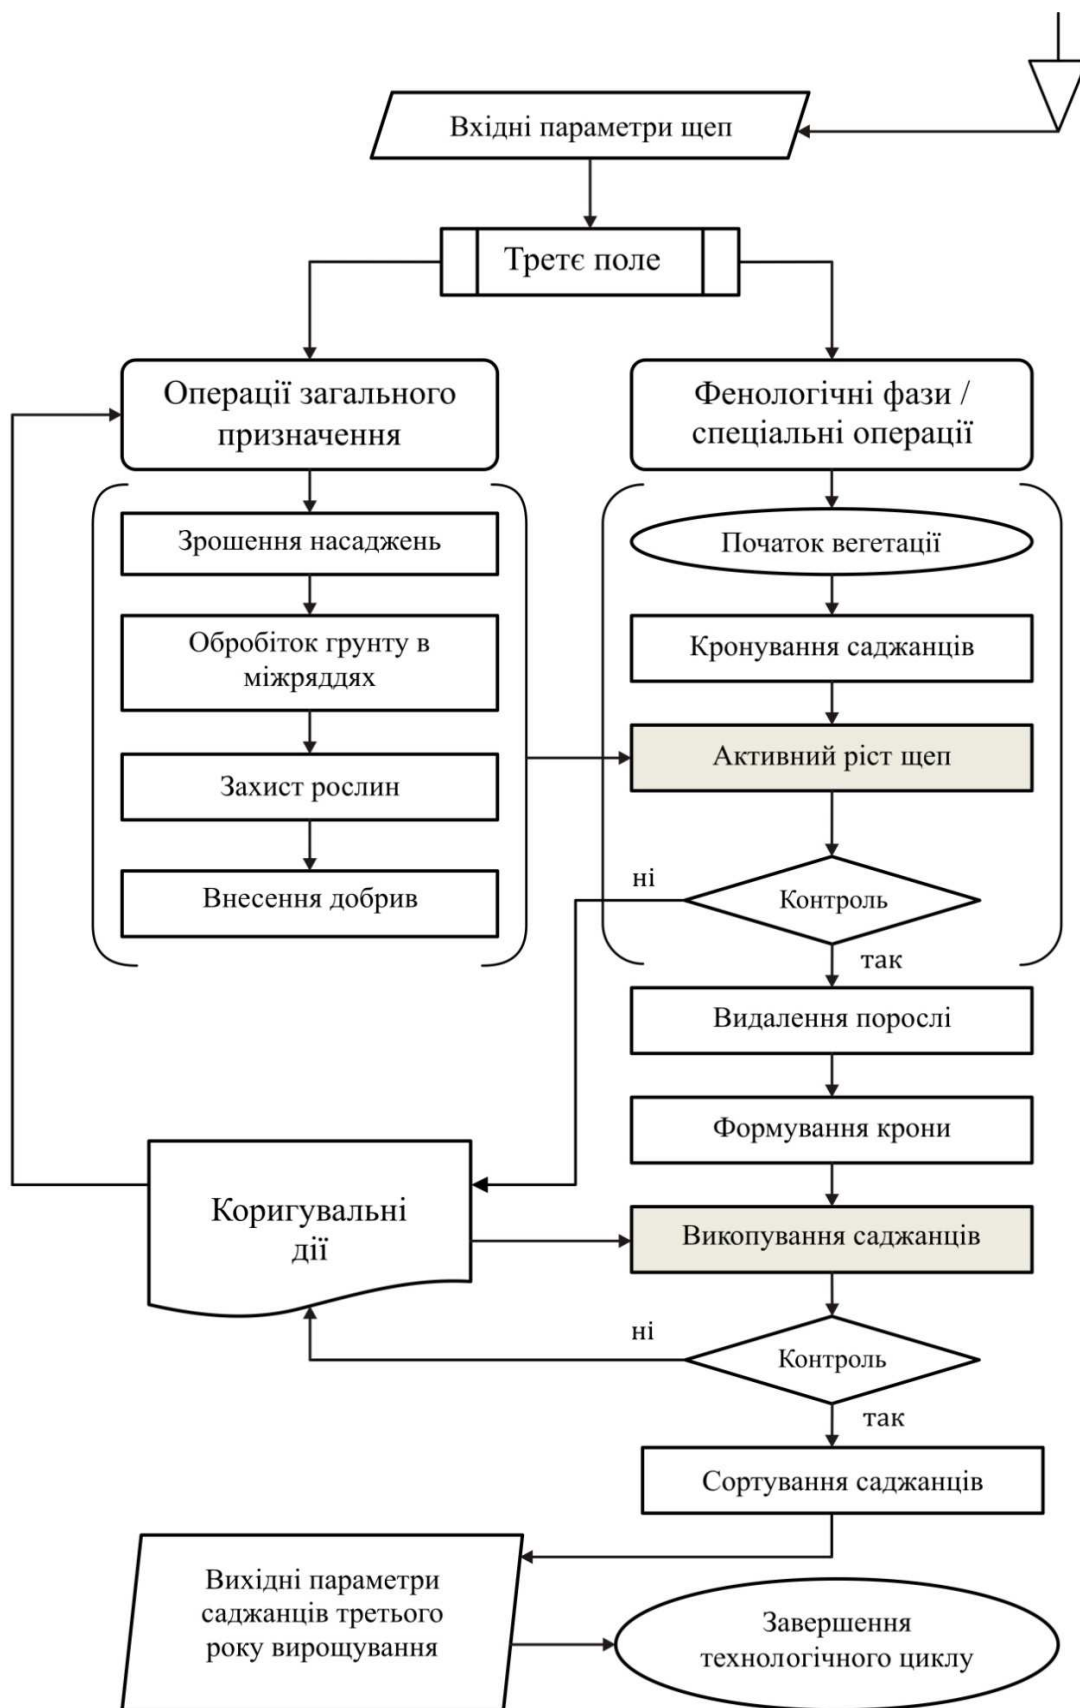 Вхідні параметри щеп
Третє поле
Операції загального
призначення
Фенологічні фази /
спеціальні операції
Зрошення насаджень
Початок вегетації
Обробіток грунту в
міжряддях
Кронування саджанців
Захист рослин
Активний ріст щеп
Внесення добрив
ні
Контроль
так
Видалення порослі
Формування крони
Коригувальні
дії
Викопування саджанців
ні
Контроль
так
Сортування саджанців
Вихідні параметри
саджанців третього
року вирощування
Завершення
технологічного циклу